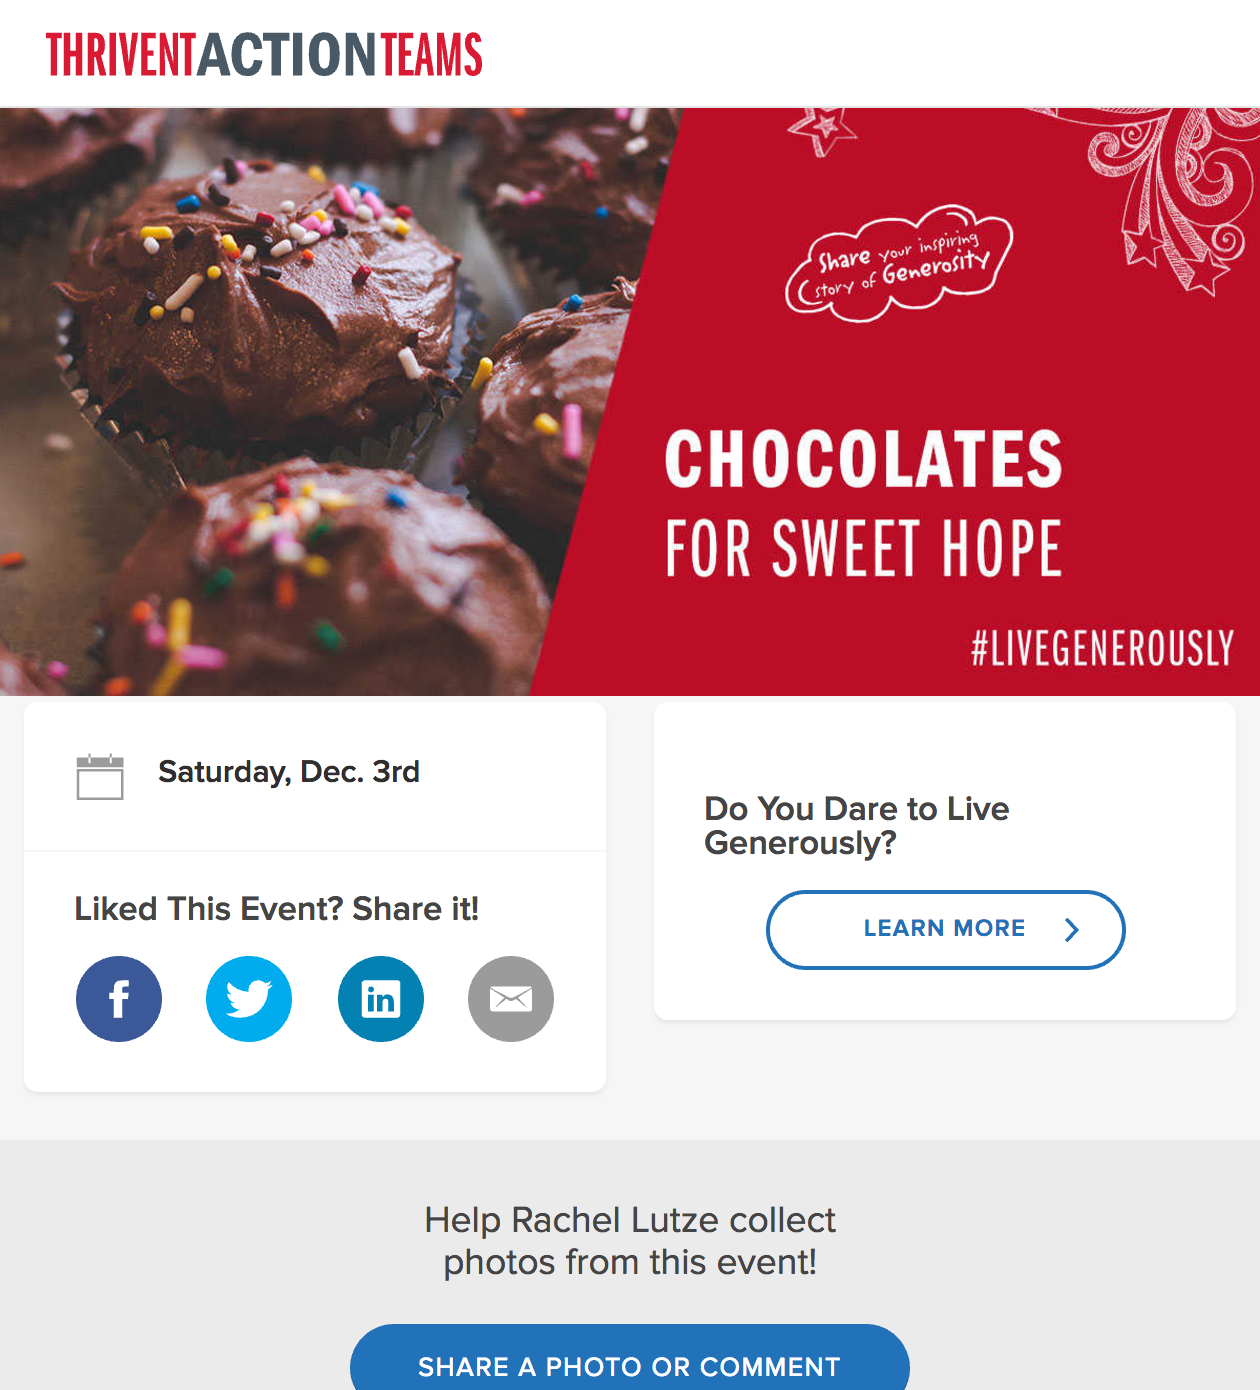 THRIVENTACTIONTEAMS
Share your inspiring
story of Generosity
CHOCOLATES
FOR SWEET HOPE
#LIVEGENEROUSLY
Saturday, Dec. 3rd
Liked This Event? Share it!
f
in
Do You Dare to Live
Generously?
LEARN MORE
Help Rachel Lutze collect
photos from this event!
SHARE A PHOTO OR COMMENT